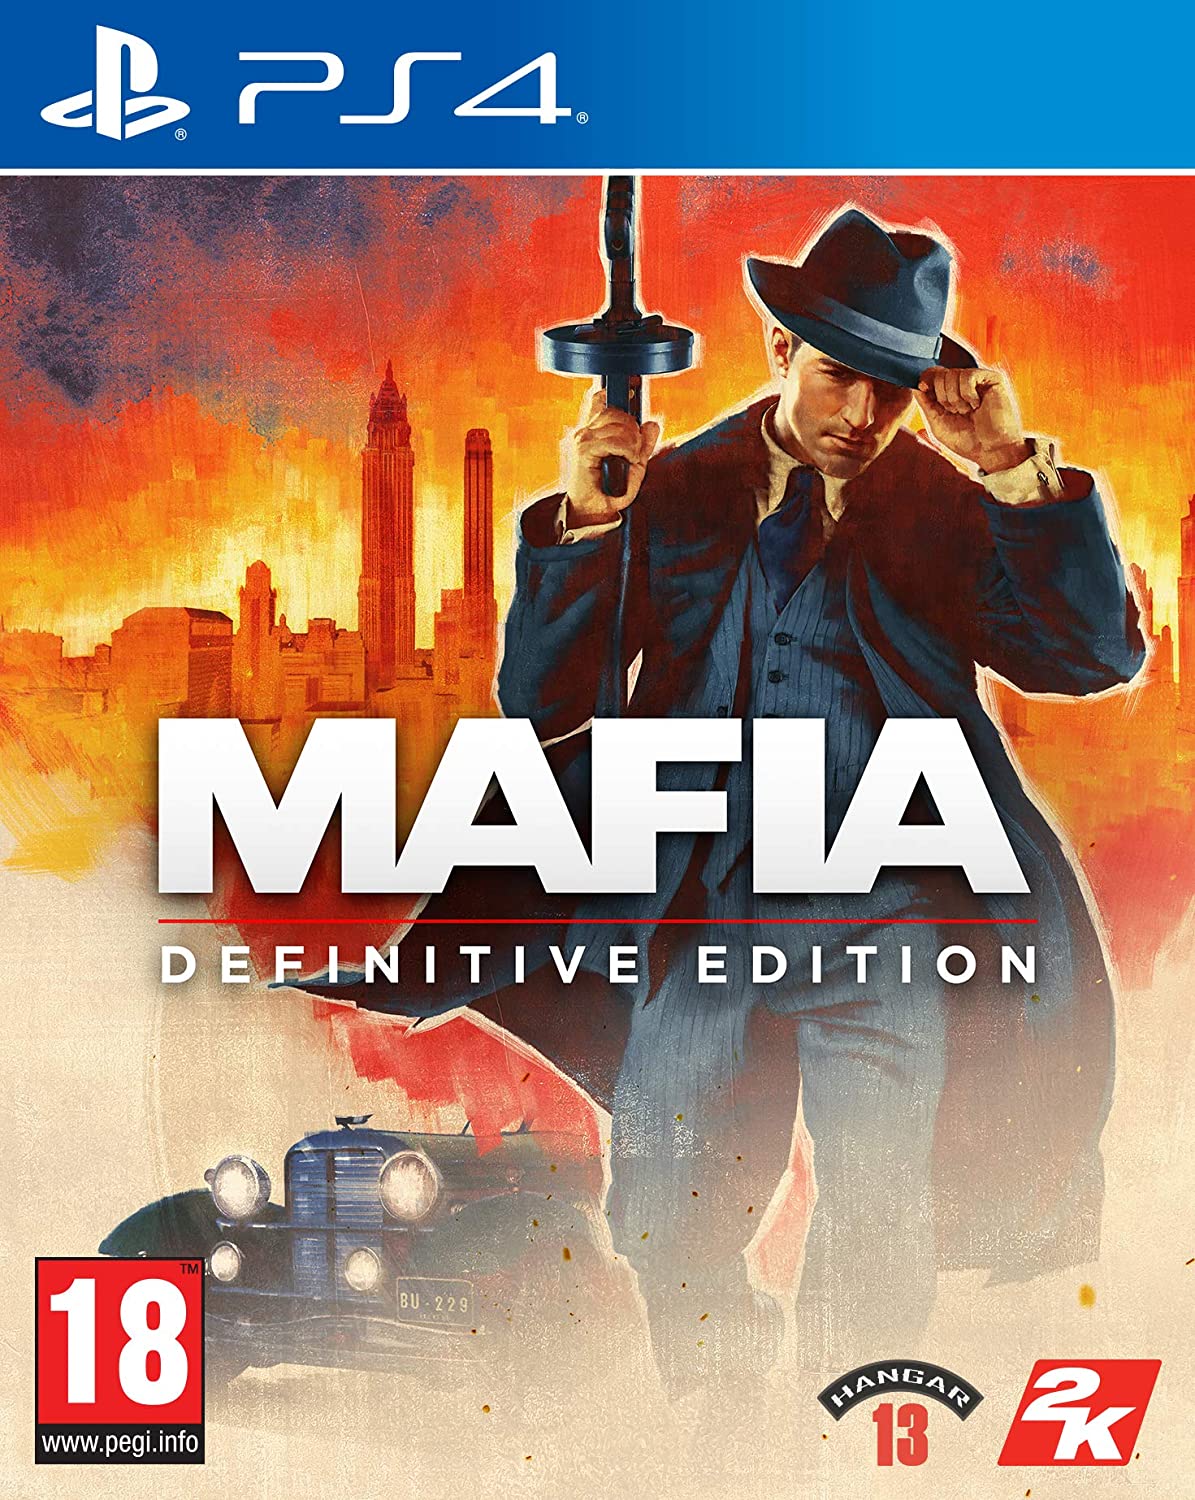 PS4
MAFIA
DEFINITIVE EDITION
BU-229
18
www.pegi.info
HANGAR
13
2K